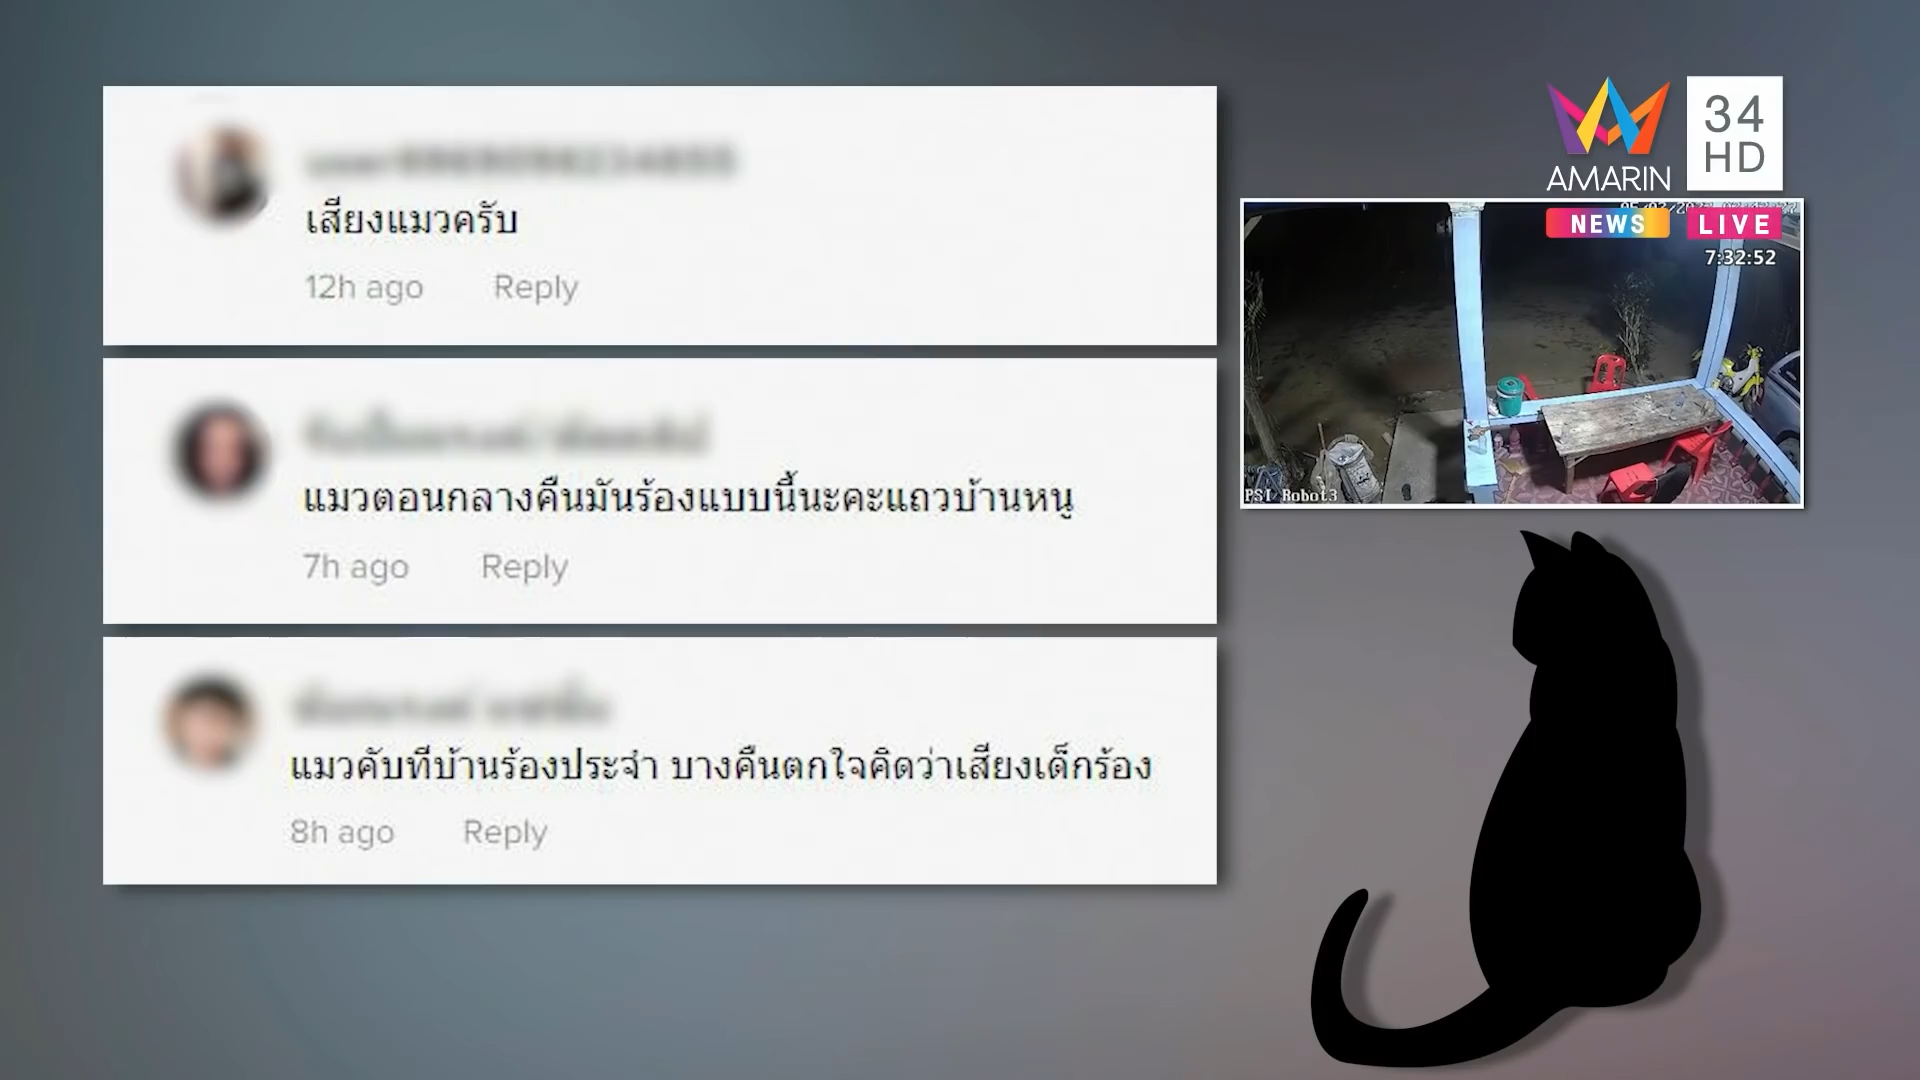 เสียงแมวครับ
12h ago Reply
แมวตอนกลางคืนมันร้องแบบนี้นะคะแถวบ้านหนู
7h ago Reply
แมวคับทีบ้านร้องประจำ บางคืนตกใจคิดว่าเสียงเด็กร้อง
8h ago Reply
AMARIN
34
HD
NEWS LIVE
7:32:52
PSI Robot3